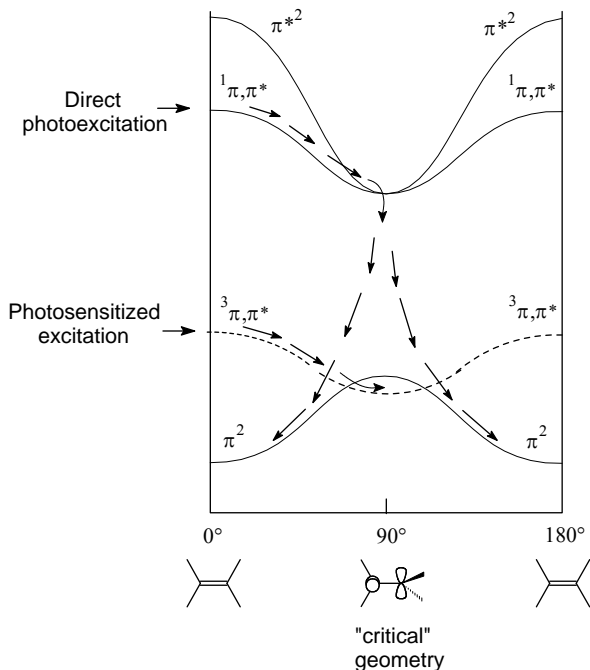 π*²
π*²
¹π,π*
¹π,π*
Direct
photoexcitation
³π,π*
³π,π*
Photosensitized
excitation
π²
π²
0°
90°
180°
"critical"
geometry